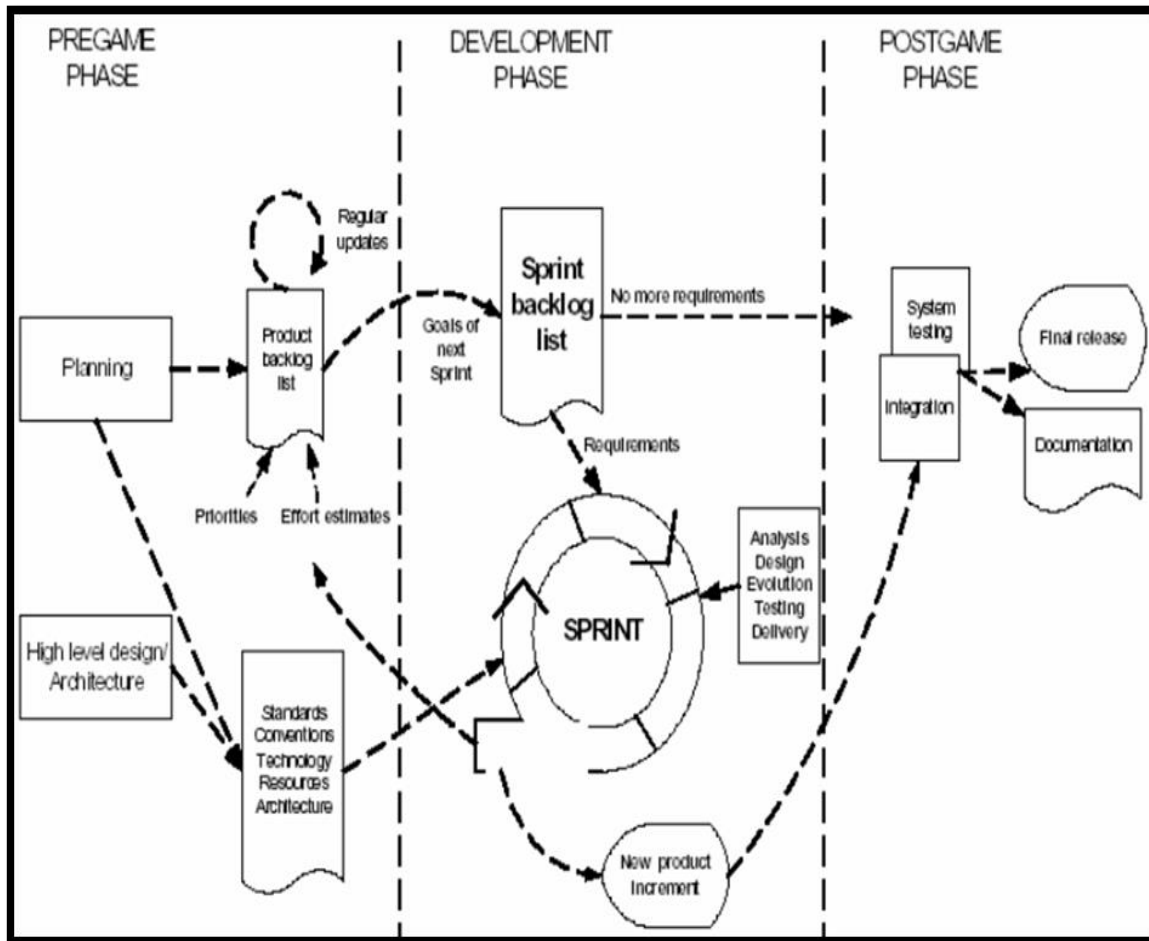 PREGAME
PHASE
DEVELOPMENT
PHASE
POSTGAME
PHASE
Regular
updates
Planning
Product
backlog
list
Goals of
next
Sprint
Sprint
backlog
list
No more requirements
System
testing
Integration
Final release
Documentation
Priorities
Effort estimates
Requirements
Analysis
Design
Evolution
Testing
Delivery
SPRINT
High level design/
Architecture
Standards
Conventions
Technology
Resources
Architecture
New product
increment